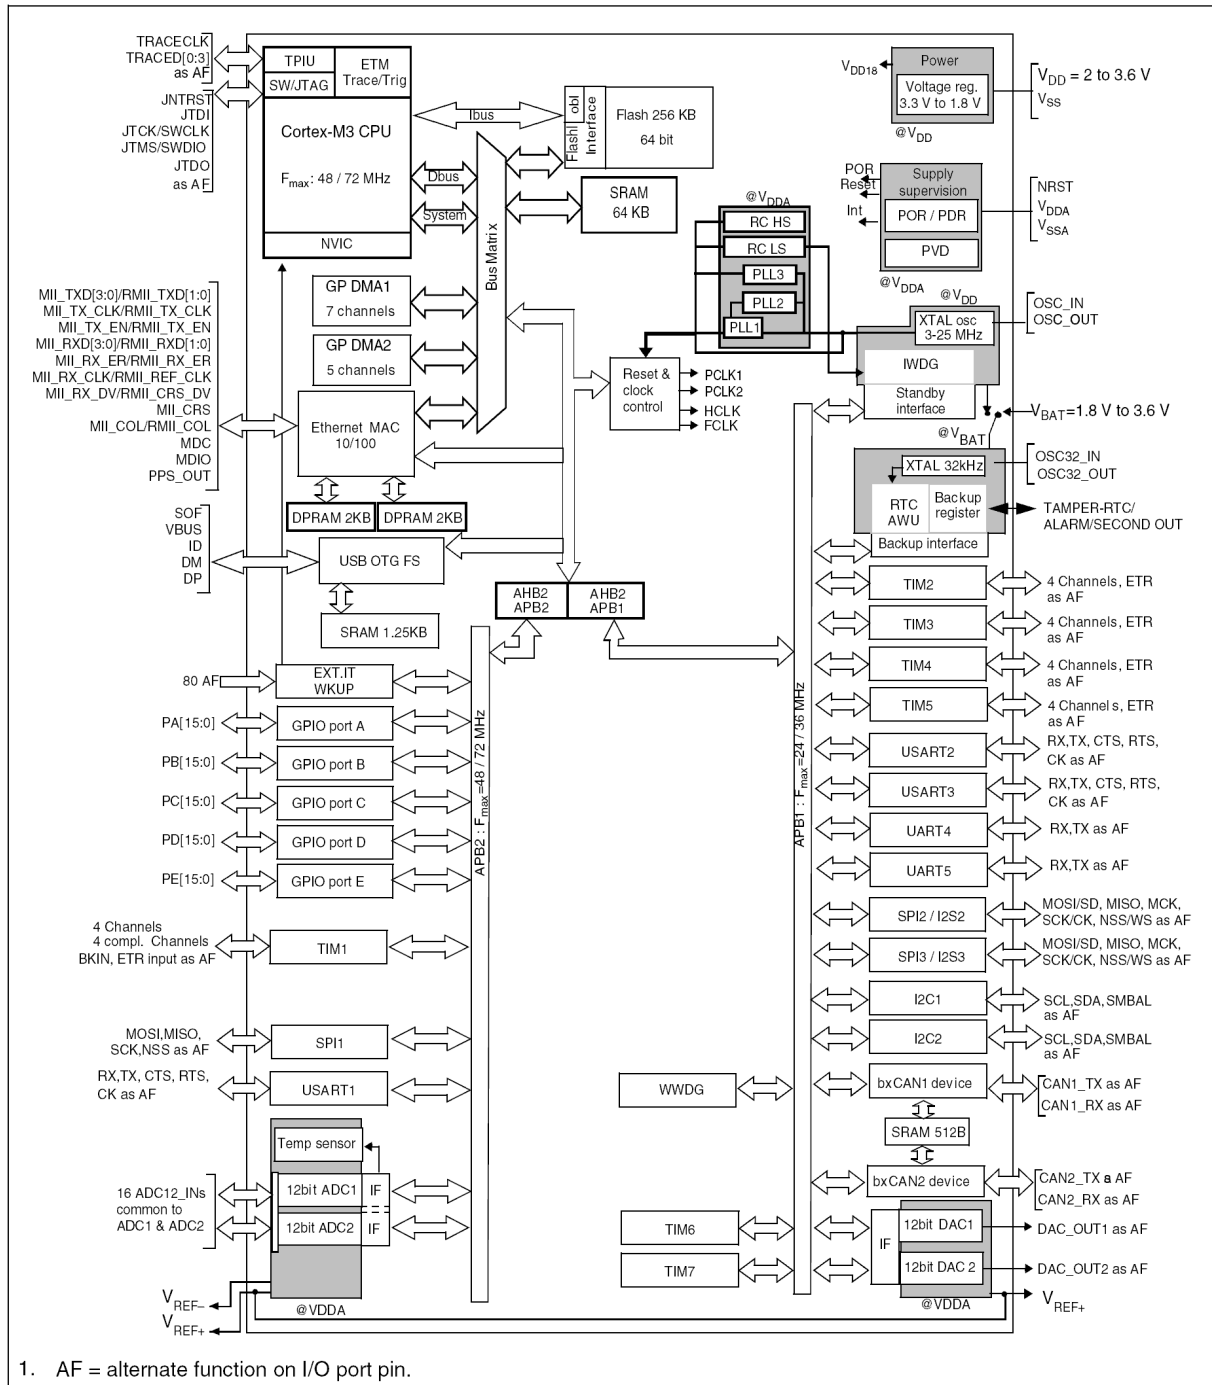 TRACECLK
TRACED[0:3]
as AF
JNTRST
JTDI
JTCK/SWCLK
JTMS/SWDIO
JTDO
as AF
TPIU
ETM
Trace/Trig
SW/JTAG
Cortex-M3 CPU
Fmax: 48 / 72 MHz
NVIC
Ibus
Dbus
System
Bus Matrix
Flashl
obl
Interface
Flash 256 KB
64 bit
SRAM
64 KB
GP DMA1
7 channels
GP DMA2
5 channels
MII_TXD[3:0]/RMII_TXD[1:0]
MII_TX_CLK/RMII_TX_CLK
MII_TX_EN/RMII_TX_EN
MII_RXD[3:0]/RMII_RXD[1:0]
MII_RX_ER/RMII_RX_ER
MII_RX_CLK/RMII_REF_CLK
MII_RX_DV/RMII_CRS_DV
MII_CRS
MII_COL/RMII_COL
MDC
MDIO
PPS_OUT
Ethernet MAC
10/100
DPRAM 2KB
DPRAM 2KB
SOF
VBUS
ID
DM
DP
USB OTG FS
SRAM 1.25KB
AHB2
APB2
AHB2
APB1
VDD18
Power
Voltage reg.
3.3 V to 1.8 V
@VDD
VDD = 2 to 3.6 V
VSS
POR
Reset
Int
Supply
supervision
POR / PDR
PVD
@VDDA
NRST
VDDA
VSSA
@VDDA
RC HS
RC LS
PLL3
PLL2
PLL1
Reset &
clock
control
PCLK1
PCLK2
HCLK
FCLK
@VDD
XTAL osc
3-25 MHz
OSC_IN
OSC_OUT
IWDG
Standby
interface
VBAT=1.8 V to 3.6 V
@VBAT
XTAL 32kHz
OSC32_IN
OSC32_OUT
RTC
AWU
Backup
register
TAMPER-RTC/
ALARM/SECOND OUT
Backup interface
80 AF
EXT.IT
WKUP
PA[15:0]
GPIO port A
PB[15:0]
GPIO port B
PC[15:0]
GPIO port C
PD[15:0]
GPIO port D
PE[15:0]
GPIO port E
4 Channels
4 compl. Channels
BKIN, ETR input as AF
TIM1
MOSI,MISO,
SCK,NSS as AF
SPI1
RX,TX, CTS, RTS,
CK as AF
USART1
Temp sensor
16 ADC12_INs
common to
ADC1 & ADC2
12bit ADC1
IF
12bit ADC2
IF
VREF–
VREF+
@VDDA
APB2 : Fmax=48 / 72 MHz
APB1 : Fmax=24 / 36 MHz
TIM2
4 Channels, ETR
as AF
TIM3
4 Channels, ETR
as AF
TIM4
4 Channels, ETR
as AF
TIM5
4 Channels, ETR
as AF
USART2
RX,TX, CTS, RTS,
CK as AF
USART3
RX,TX, CTS, RTS,
CK as AF
UART4
RX,TX as AF
UART5
RX,TX as AF
SPI2 / I2S2
MOSI/SD, MISO, MCK,
SCK/CK, NSS/WS as AF
SPI3 / I2S3
MOSI/SD, MISO, MCK,
SCK/CK, NSS/WS as AF
I2C1
SCL,SDA,SMBAL
as AF
I2C2
SCL,SDA,SMBAL
as AF
WWDG
bxCAN1 device
CAN1_TX as AF
CAN1_RX as AF
SRAM 512B
bxCAN2 device
CAN2_TX a AF
CAN2_RX as AF
TIM6
TIM7
IF
12bit DAC1
DAC_OUT1 as AF
12bit DAC 2
DAC_OUT2 as AF
@VDDA
VREF+
1. AF = alternate function on I/O port pin.